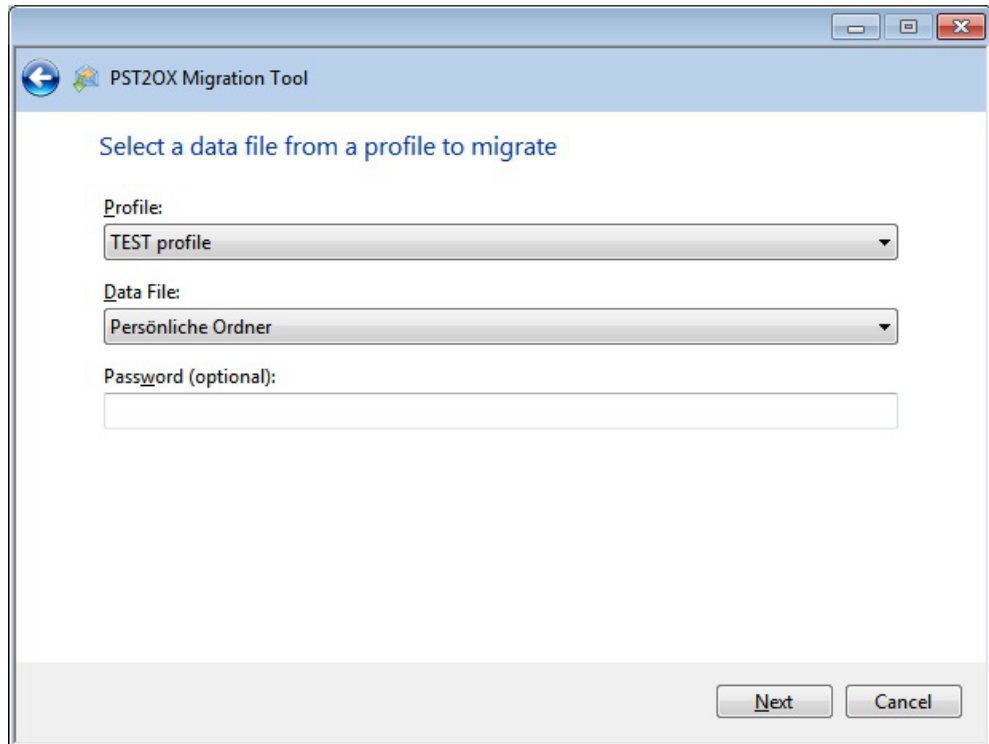 PST2OX Migration Tool
Select a data file from a profile to migrate
Profile:
TEST profile
Data File:
Persönliche Ordner
Password (optional):
Next
Cancel